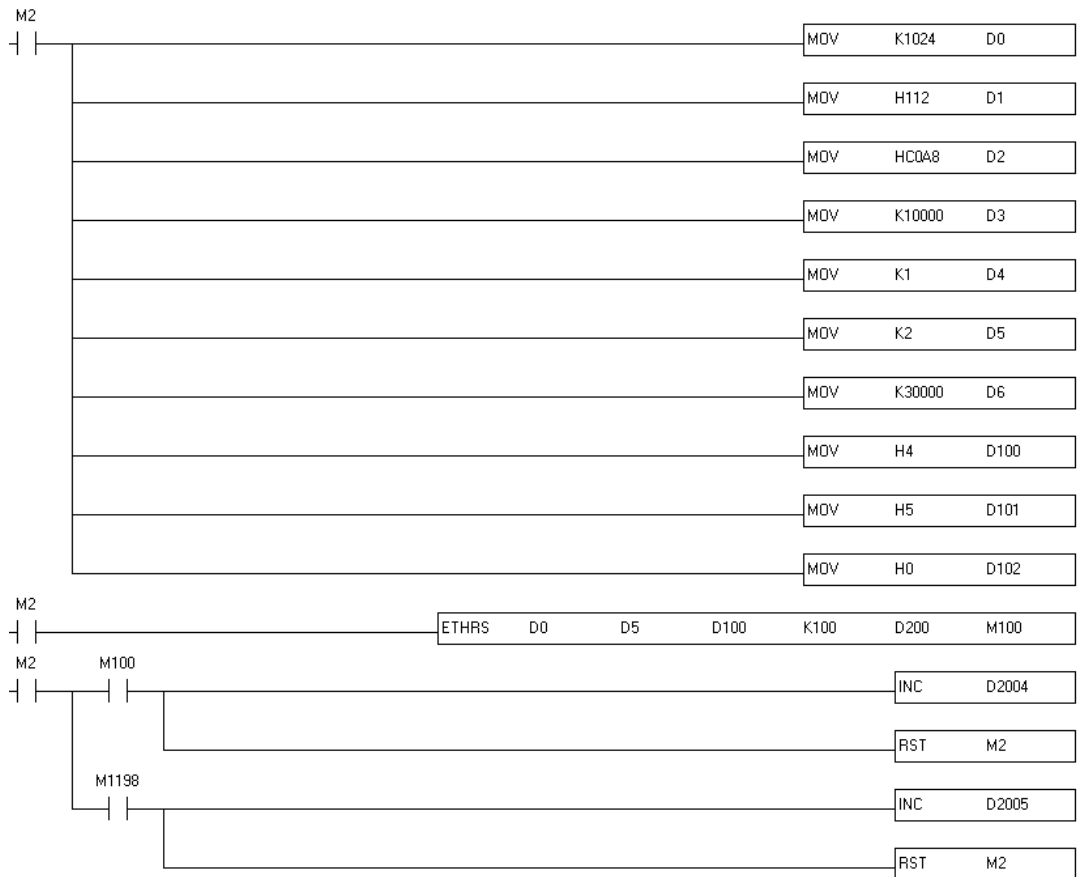 M2
MOV K1024 D0
MOV H112 D1
MOV HC0A8 D2
MOV K10000 D3
MOV K1 D4
MOV K2 D5
MOV K30000 D6
MOV H4 D100
MOV H5 D101
MOV H0 D102
M2
ETHRS D0 D5 D100 K100 D200 M100
M2 M100
INC D2004
RST M2
M1198
INC D2005
RST M2